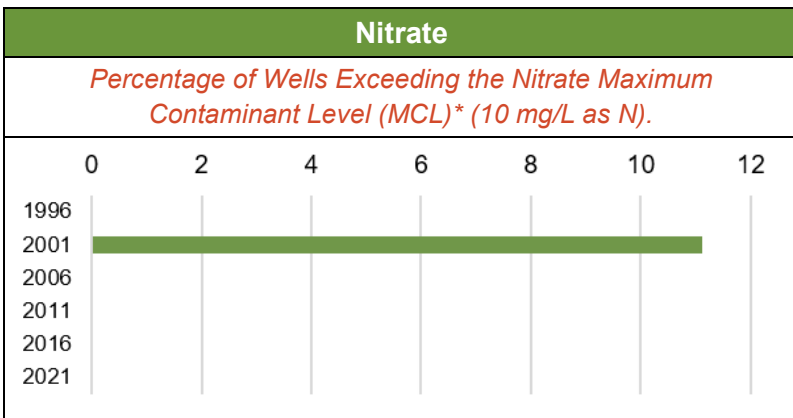 Nitrate
Percentage of Wells Exceeding the Nitrate Maximum
Contaminant Level (MCL)* (10 mg/L as N).
0 2 4 6 8 10 12
1996
2001
2006
2011
2016
2021